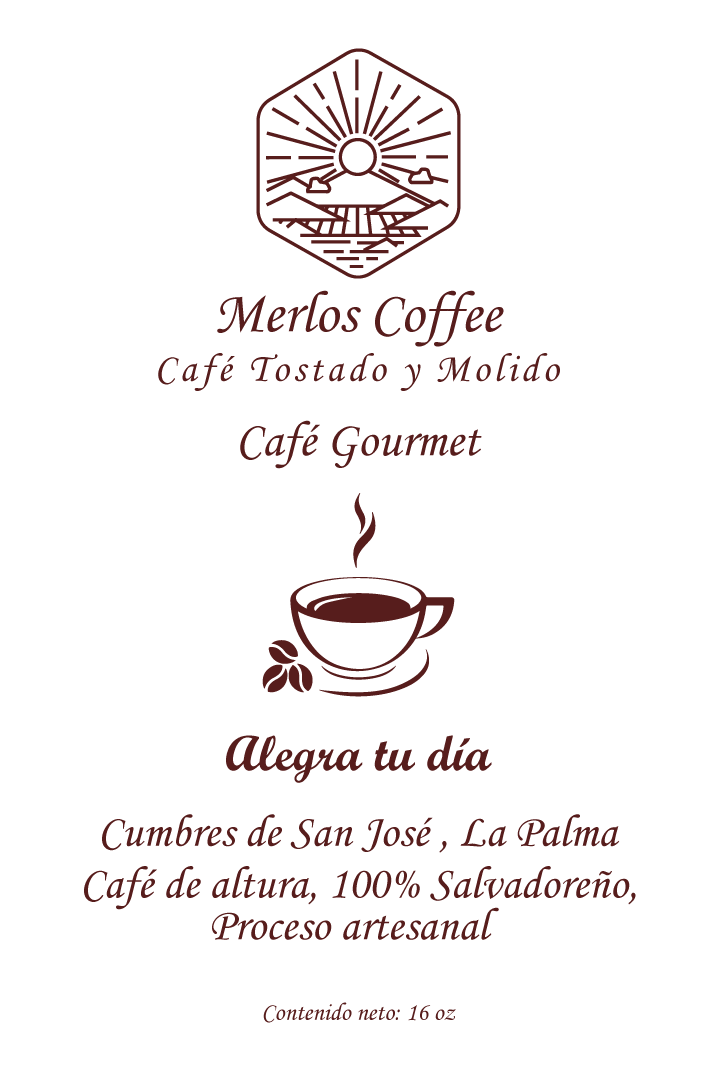 Merlos Coffee
Café Tostado y Molido
Café Gourmet
Alegra tu día
Cumbres de San José , La Palma
Café de altura, 100% Salvadoreño,
Proceso artesanal
Contenido neto: 16 oz